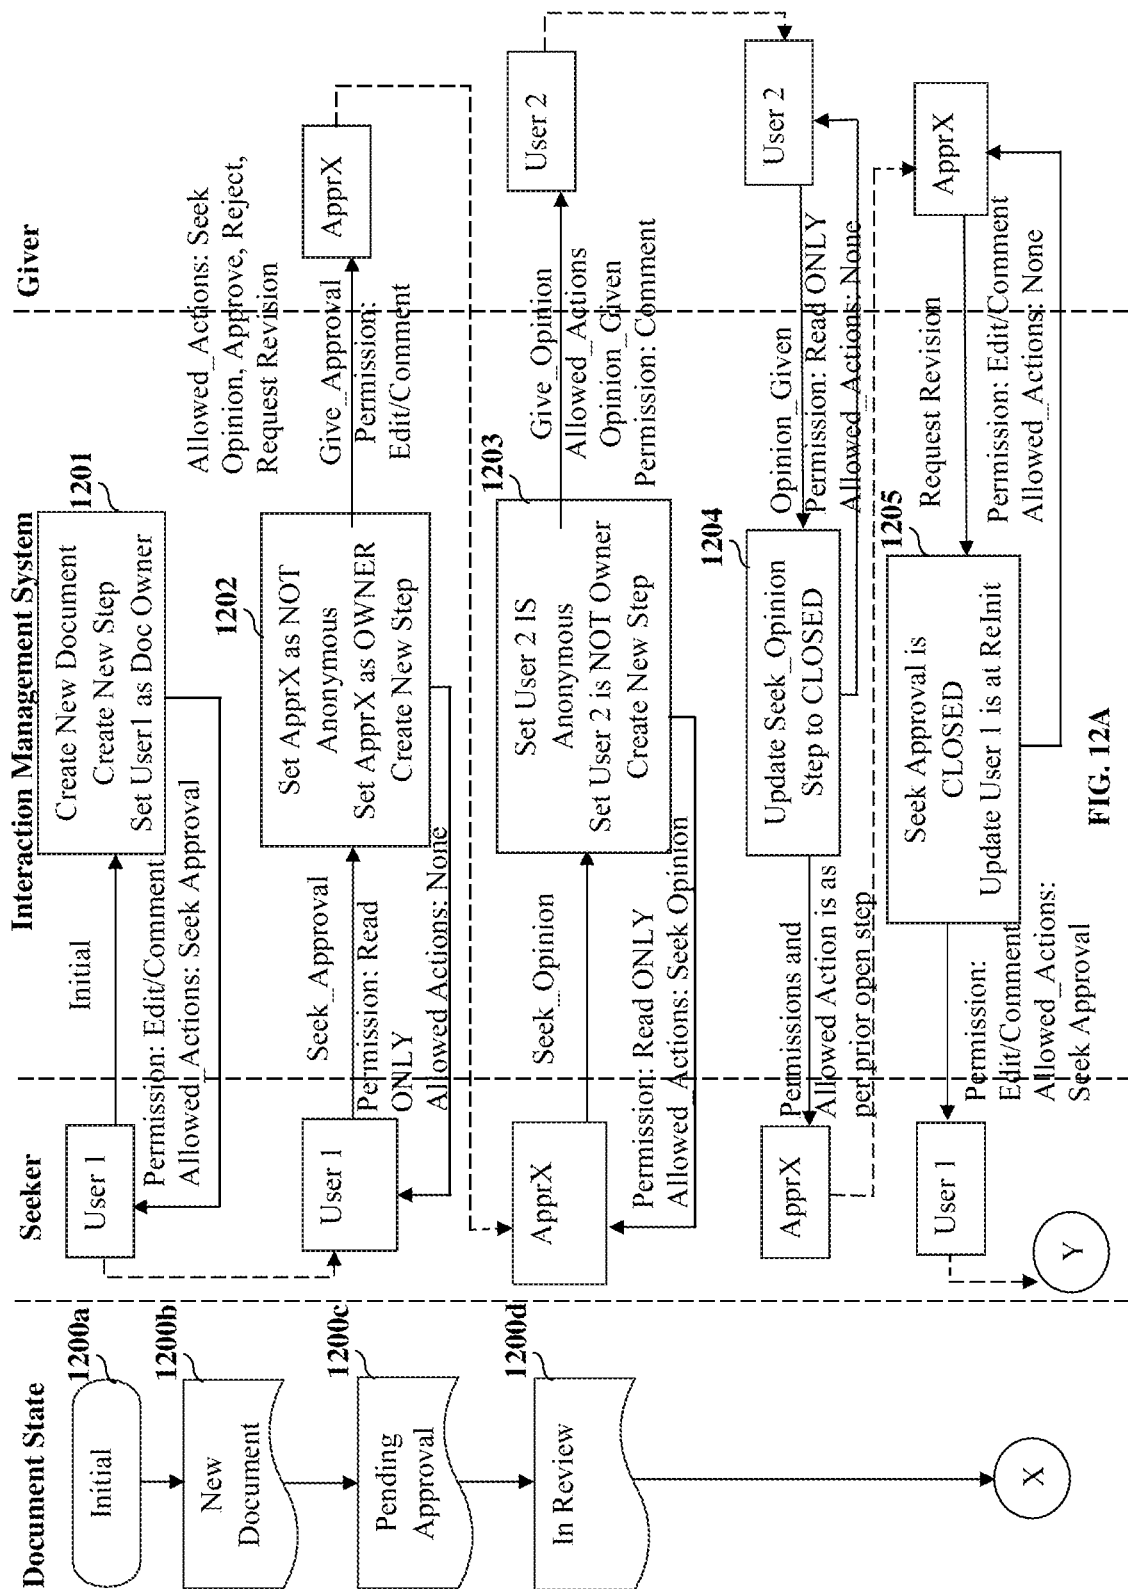 Document State
Seeker
Interaction Management System
Giver
1200a
Initial
1200b
New
Document
1200c
Pending
Approval
1200d
In Review
X
User 1
Initial
1201
Create New Document
Create New Step
Set User1 as Doc Owner
Permission: Edit/Comment
Allowed_Actions: Seek Approval
User 1
Seek_Approval
Permission: Read
ONLY
Allowed Actions: None
1202
Set ApprX as NOT
Anonymous
Set ApprX as OWNER
Create New Step
Allowed_Actions: Seek
Opinion, Approve, Reject,
Request Revision
Give_Approval
Permission:
Edit/Comment
ApprX
ApprX
Seek_Opinion
Permission: Read ONLY
Allowed_Actions: Seek Opinion
1203
Set User 2 IS
Anonymous
Set User 2 is NOT Owner
Create New Step
Give_Opinion
Allowed_Actions
Opinion_Given
Permission: Comment
User 2
ApprX
Permissions and
Allowed Action is as
per prior open step
1204
Update Seek_Opinion
Step to CLOSED
Opinion_Given
Permission: Read ONLY
Allowed_Actions: None
User 2
User 1
Permission:
Edit/Comment
Allowed_Actions:
Seek Approval
1205
Seek Approval is
CLOSED
Update User 1 is at ReInit
Request Revision
Permission: Edit/Comment
Allowed_Actions: None
ApprX
Y
FIG. 12A